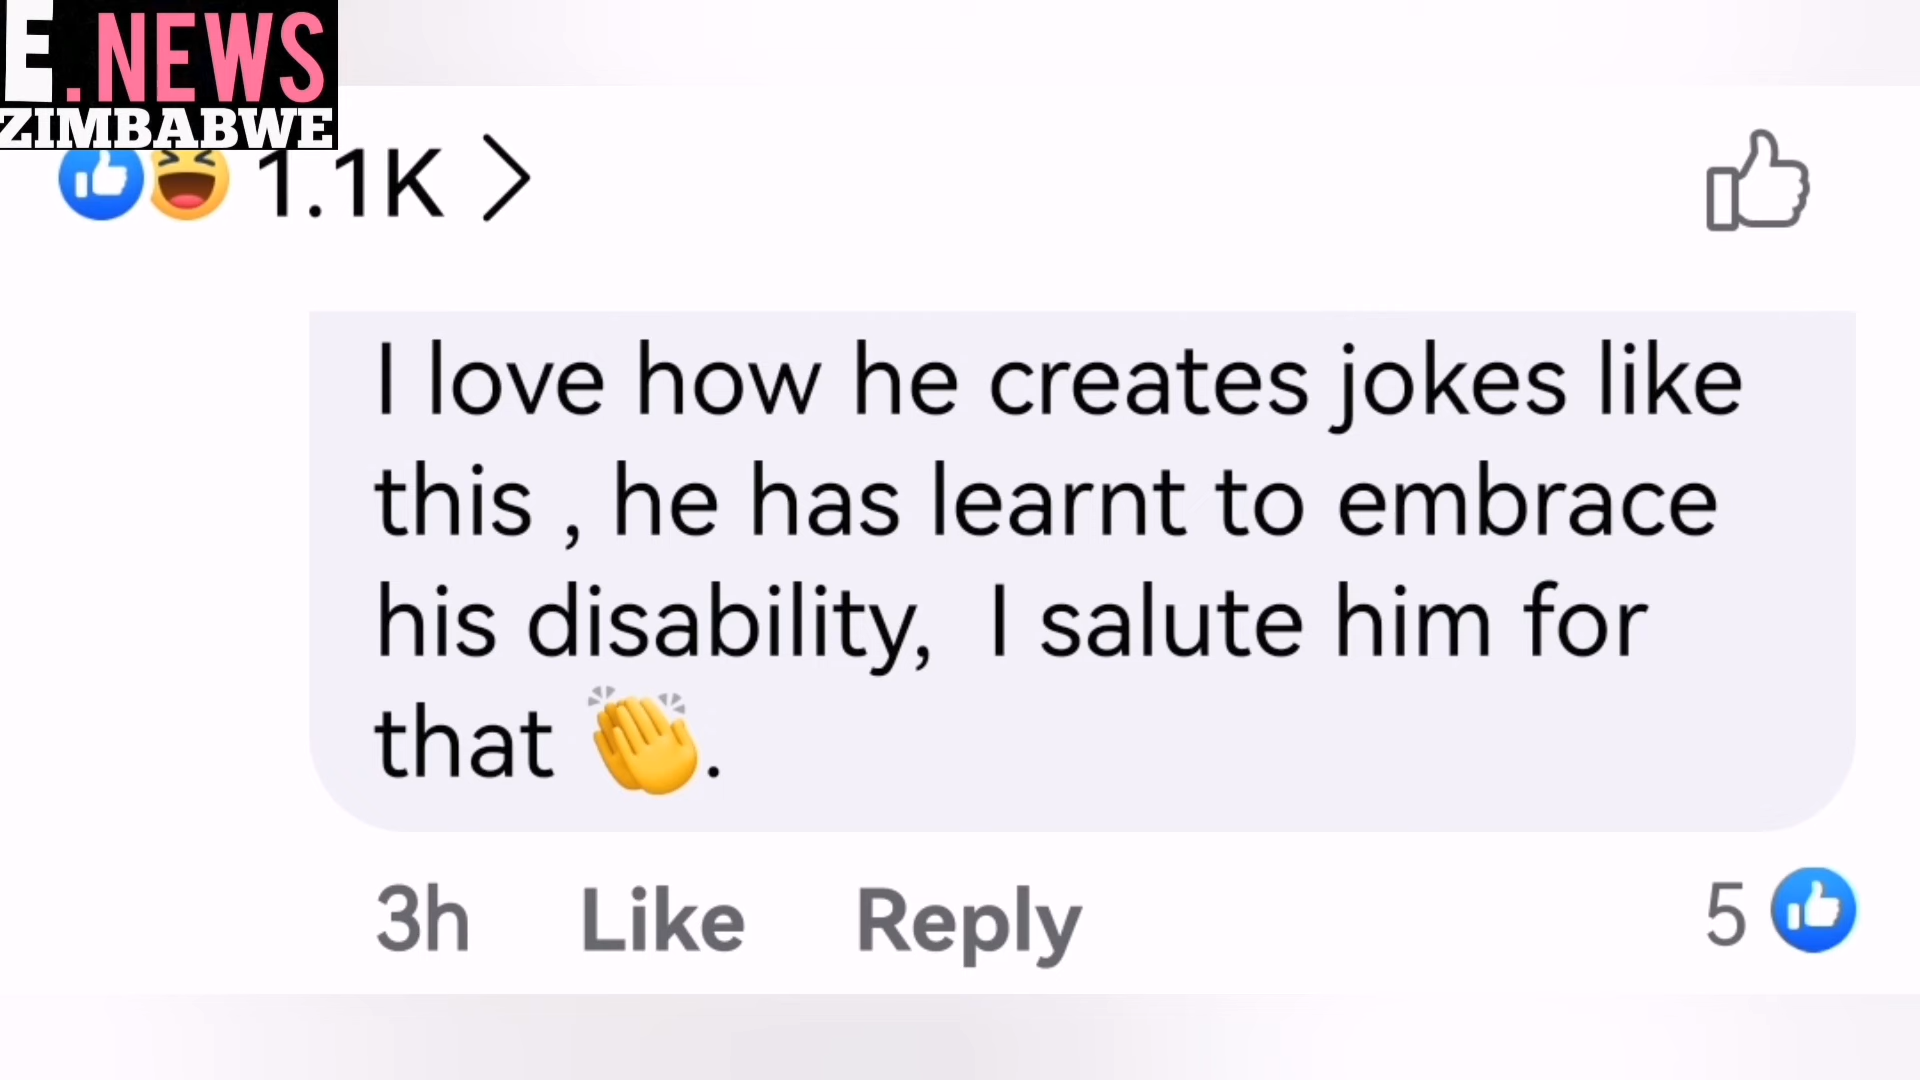 E.NEWS
ZIMBABWE
1.1K
I love how he creates jokes like
this , he has learnt to embrace
his disability,  I salute him for
that 👏.
3h Like Reply 5